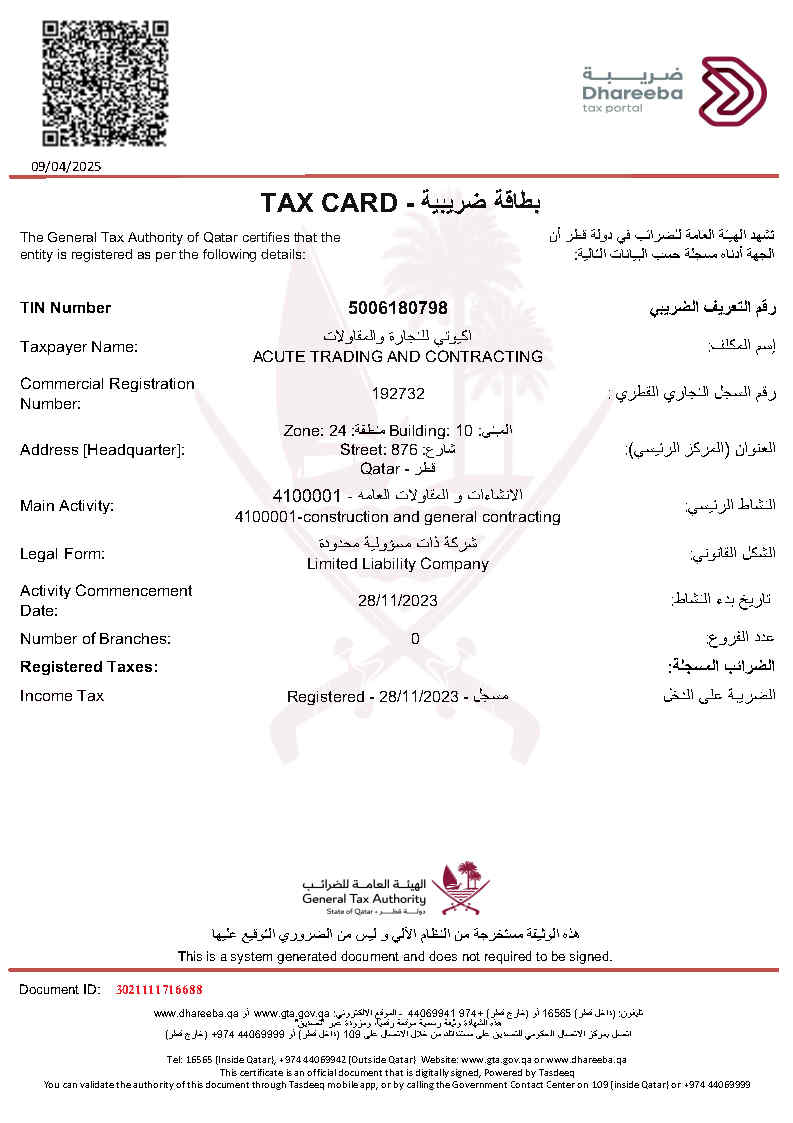 ضريبة
Dhareeba
tax portal
09/04/2025
TAX CARD - بطاقة ضريبية
The General Tax Authority of Qatar certifies that the
entity is registered as per the following details:
تشهد الهيئة العامة للضرائب في دولة قطر أن
الجهة أدناه مسجلة حسب البيانات التالية:
TIN Number 5006180798 رقم التعريف الضريبي
اكيوتي للتجارة والمقاولات
Taxpayer Name: ACUTE TRADING AND CONTRACTING إسم المكلف:
Commercial Registration
Number: 192732 رقم السجل التجاري القطري :
Zone: 24 منطقة: Building: 10 المبنى:
Address [Headquarter]: Street: 876 شارع: العنوان (المركز الرئيسي):
Qatar - قطر
4100001 - الانشاءات و المقاولات العامه
Main Activity: 4100001-construction and general contracting النشاط الرئيسي:
شركة ذات مسؤولية محدودة
Legal Form: Limited Liability Company الشكل القانوني:
Activity Commencement
Date: 28/11/2023 تاريخ بدء النشاط:
Number of Branches: 0 عدد الفروع:
Registered Taxes: الضرائب المسجلة:
Income Tax Registered - 28/11/2023 - مسجل الضريبة على الدخل
الهيئة العامة للضرائب
General Tax Authority
State of Qatar • دولة قطر
هذه الوثيقة مستخرجة من النظام الآلي و ليس من الضروري التوقيع عليها
This is a system generated document and does not required to be signed.
Document ID: 3021111716688
تليفون: (داخل قطر) 16565 أو (خارج قطر) +974 44069941 - الموقع الالكتروني: www.gta.gov.qa أو www.dhareeba.qa
هذه الشهادة وثيقة رسمية موقعة رقميا، ومزودة عبر "تصديق"
اتصل بمركز الاتصال الحكومي للتصديق على مستنداتك من خلال الاتصال على 109 (داخل قطر) أو 44069999 974+ (خارج قطر)
Tel: 16565 (Inside Qatar), +974 44069942 (Outside Qatar) Website: www.gta.gov.qa or www.dhareeba.qa
This certificate is an official document that is digitally signed, Powered by Tasdeeq
You can validate the authority of this document through Tasdeeq mobile app, or by calling the Government Contact Center on 109 (inside Qatar) or +974 44069999